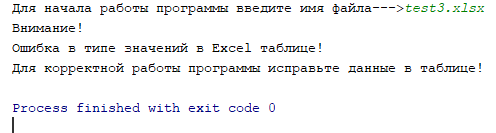 Для начала работы программы введите имя файла--->test3.xlsx
Внимание!
Ошибка в типе значений в Excel таблице!
Для корректной работы программы исправьте данные в таблице!
Process finished with exit code 0